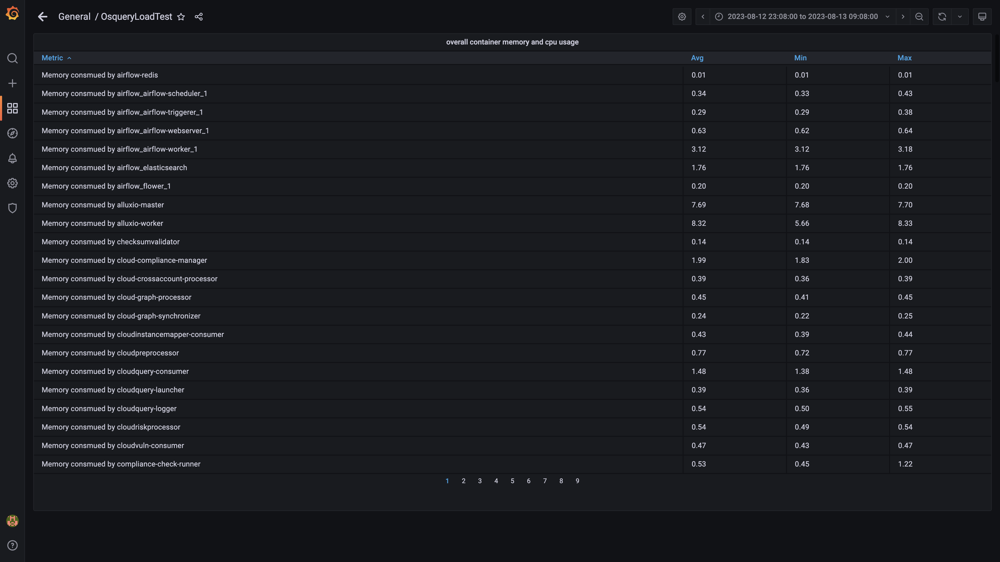 General / OsqueryLoadTest
2023-08-12 23:08:00 to 2023-08-13 09:08:00
overall container memory and cpu usage
Metric Avg Min Max
Memory consmued by airflow-redis 0.01 0.01 0.01
Memory consmued by airflow_airflow-scheduler_1 0.34 0.33 0.43
Memory consmued by airflow_airflow-triggerer_1 0.29 0.29 0.38
Memory consmued by airflow_airflow-webserver_1 0.63 0.62 0.64
Memory consmued by airflow_airflow-worker_1 3.12 3.12 3.18
Memory consmued by airflow_elasticsearch 1.76 1.76 1.76
Memory consmued by airflow_flower_1 0.20 0.20 0.20
Memory consmued by alluxio-master 7.69 7.68 7.70
Memory consmued by alluxio-worker 8.32 5.66 8.33
Memory consmued by checksumvalidator 0.14 0.14 0.14
Memory consmued by cloud-compliance-manager 1.99 1.83 2.00
Memory consmued by cloud-crossaccount-processor 0.39 0.36 0.39
Memory consmued by cloud-graph-processor 0.45 0.41 0.45
Memory consmued by cloud-graph-synchronizer 0.24 0.22 0.25
Memory consmued by cloudinstancemapper-consumer 0.43 0.39 0.44
Memory consmued by cloudpreprocessor 0.77 0.72 0.77
Memory consmued by cloudquery-consumer 1.48 1.38 1.48
Memory consmued by cloudquery-launcher 0.39 0.36 0.39
Memory consmued by cloudquery-logger 0.54 0.50 0.55
Memory consmued by cloudriskprocessor 0.54 0.49 0.54
Memory consmued by cloudvuln-consumer 0.47 0.43 0.47
Memory consmued by compliance-check-runner 0.53 0.45 1.22
1 2 3 4 5 6 7 8 9